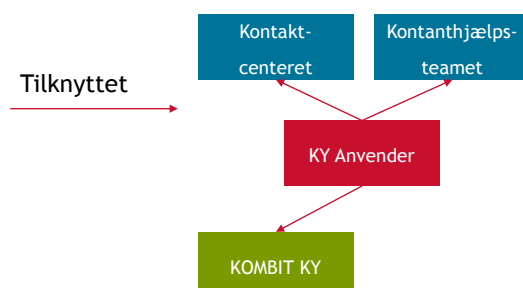 Kontakt-
centeret
Kontanthjælps-
teamet
Tilknyttet
KY Anvender
KOMBIT KY